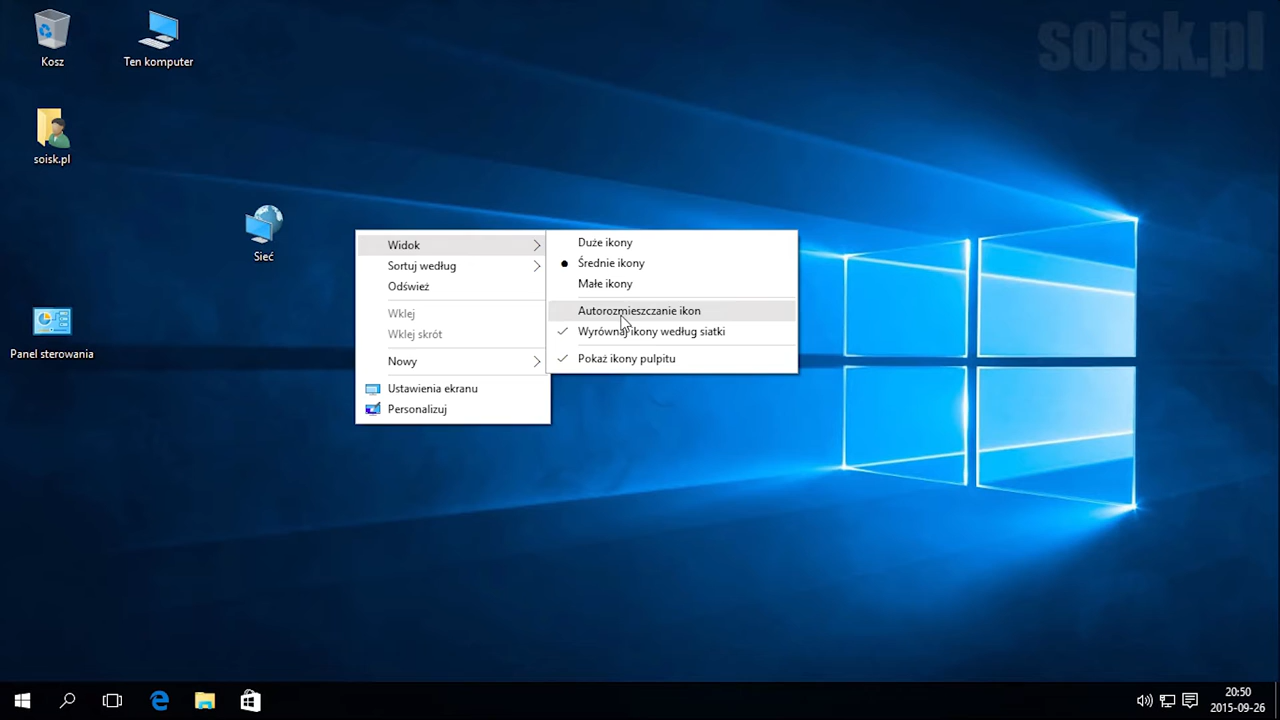 soisk.pl
Kosz
Ten komputer
soisk.pl
Sieć
Panel sterowania
Widok
Sortuj według
Odśwież
Wklej
Wklej skrót
Nowy
Ustawienia ekranu
Personalizuj
Duże ikony
Średnie ikony
Małe ikony
Autorozmieszczanie ikon
Wyrównaj ikony według siatki
Pokaż ikony pulpitu
20:50
2015-09-26